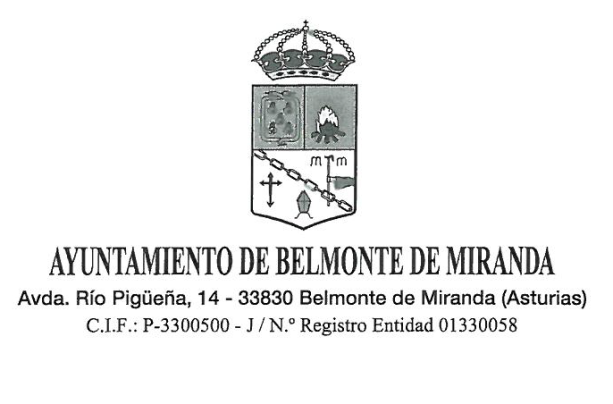 m m
AYUNTAMIENTO DE BELMONTE DE MIRANDA
Avda. Río Pigüeña, 14 - 33830 Belmonte de Miranda (Asturias)
C.I.F.: P-3300500 - J / N.º Registro Entidad 01330058